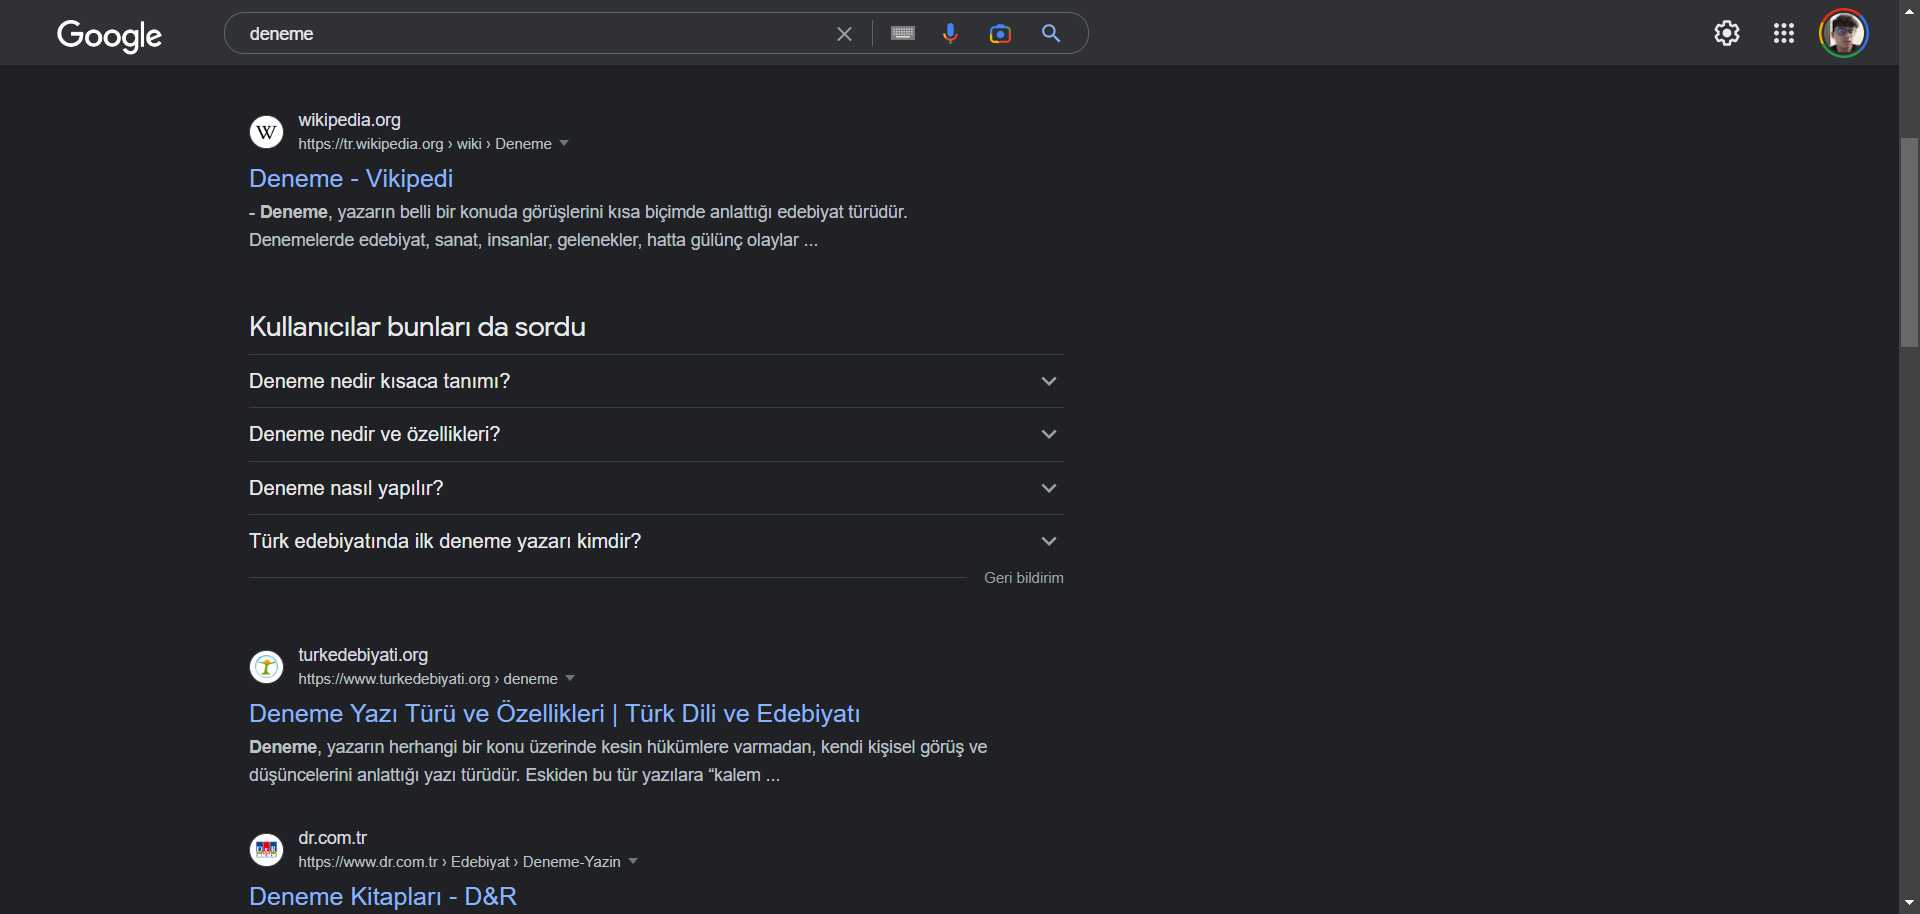 Google
deneme
wikipedia.org
https://tr.wikipedia.org › wiki › Deneme
Deneme - Vikipedi
- Deneme, yazarın belli bir konuda görüşlerini kısa biçimde anlattığı edebiyat türüdür.
Denemelerde edebiyat, sanat, insanlar, gelenekler, hatta gülünç olaylar ...
Kullanıcılar bunları da sordu
Deneme nedir kısaca tanımı?
Deneme nedir ve özellikleri?
Deneme nasıl yapılır?
Türk edebiyatında ilk deneme yazarı kimdir?
Geri bildirim
turkedebiyati.org
https://www.turkedebiyati.org › deneme
Deneme Yazı Türü ve Özellikleri | Türk Dili ve Edebiyatı
Deneme, yazarın herhangi bir konu üzerinde kesin hükümlere varmadan, kendi kişisel görüş ve
düşüncelerini anlattığı yazı türüdür. Eskiden bu tür yazılara “kalem ...
dr.com.tr
https://www.dr.com.tr › Edebiyat › Deneme-Yazin
Deneme Kitapları - D&R